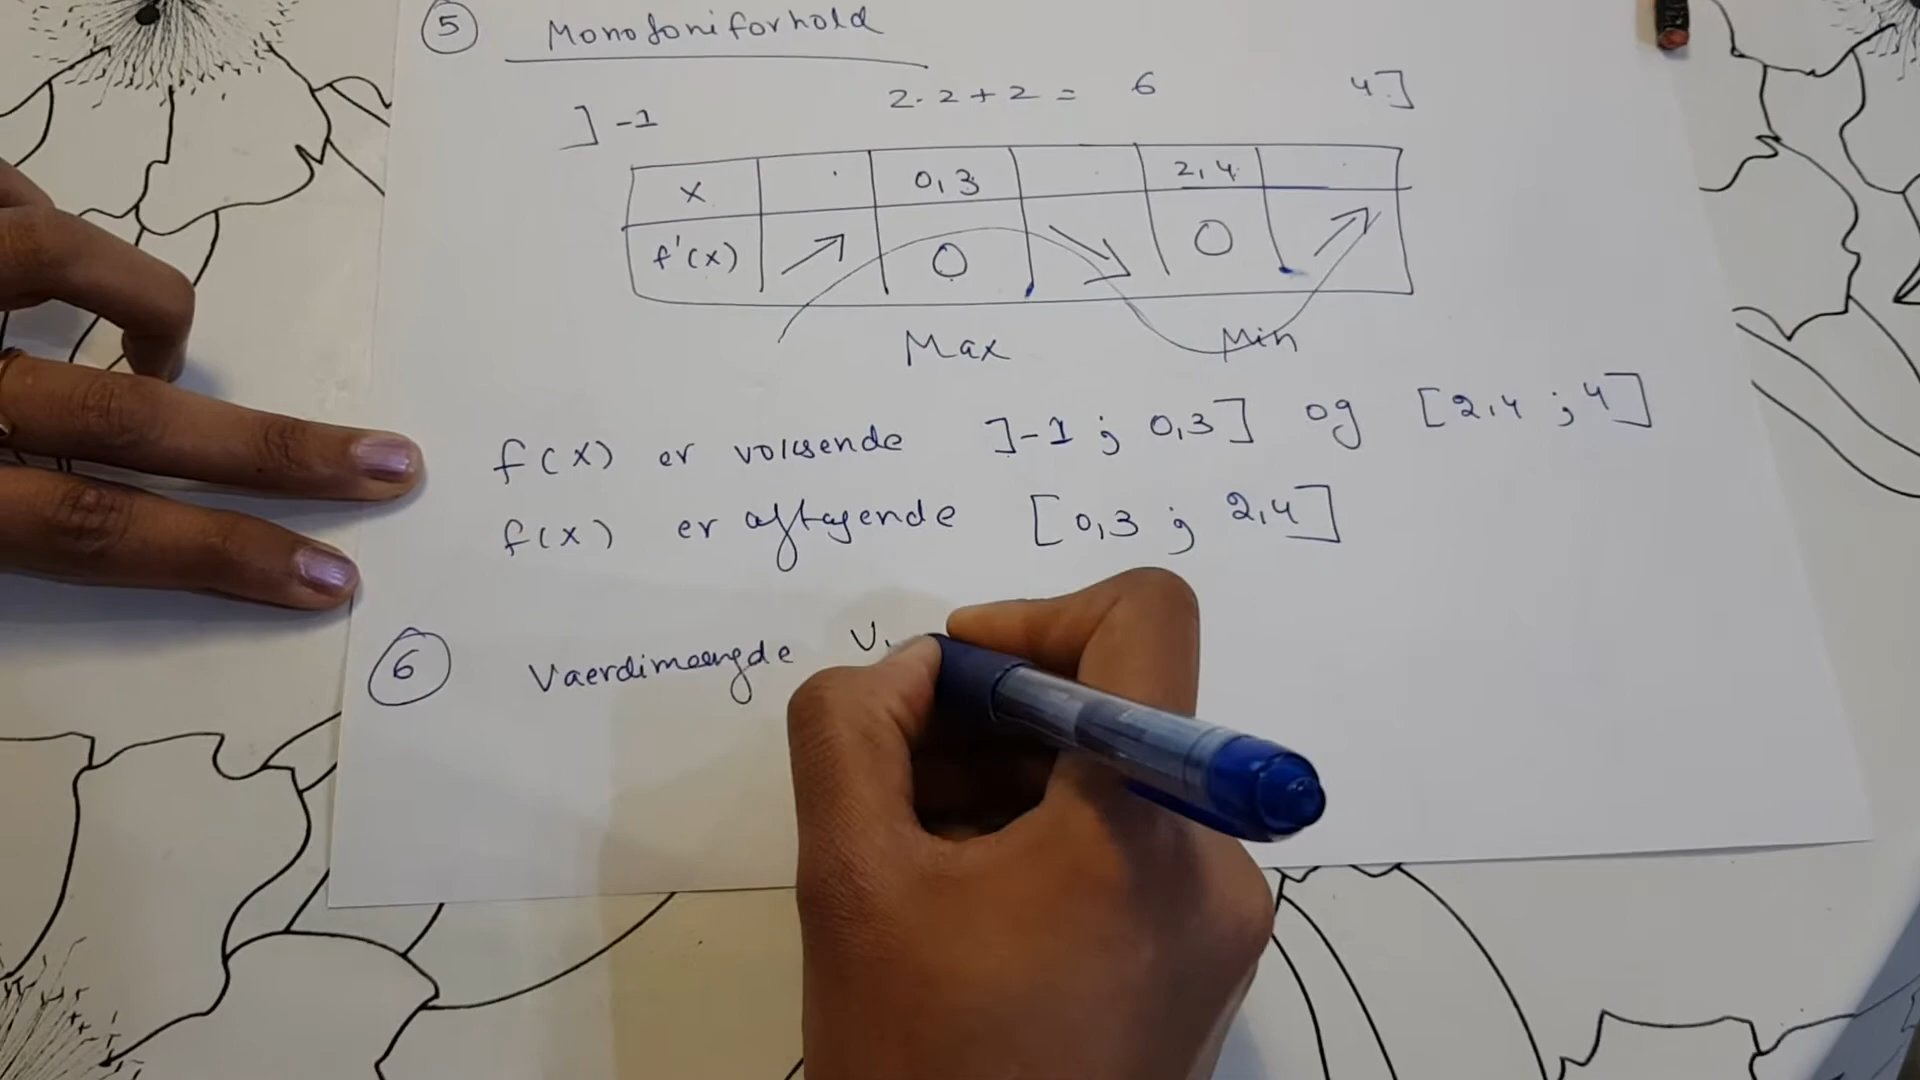 5 Monotoniforhold
2.2+2 = 6
]-1 4]
x 0,3 2,4
f'(x) 0 0
Max Min
f(x) er voksende ]-1 ; 0,3] og [2,4 ; 4]
f(x) er aftagende [0,3 ; 2,4]
6 Vaerdimaengde